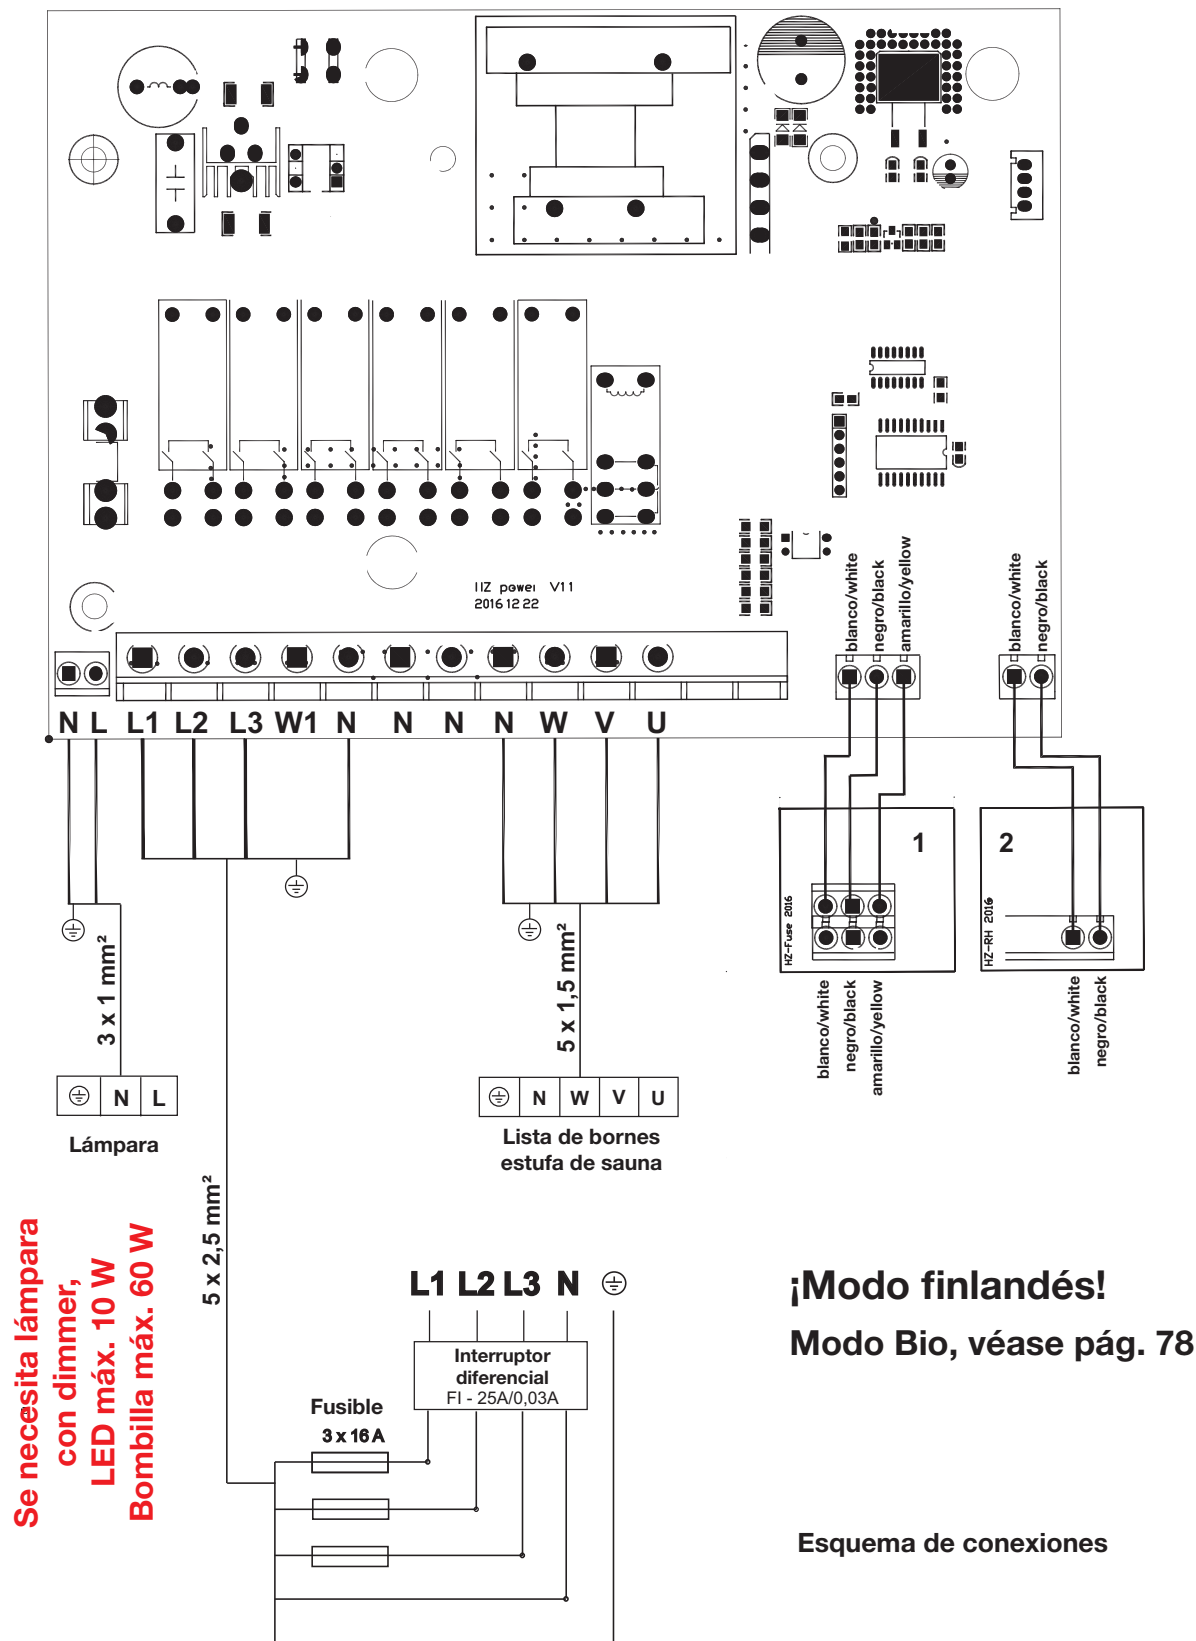 HZ power V11
2016 12 22
blanco/white
negro/black
amarillo/yellow
blanco/white
negro/black
N L L1 L2 L3 W1 N N N N W V U
1
2
HZ-Fuse 2016
HZ-RH 2016
3 x 1 mm²
5 x 1,5 mm²
blanco/white
negro/black
amarillo/yellow
blanco/white
negro/black
N L
Lámpara
N W V U
Lista de bornes
estufa de sauna
5 x 2,5 mm²
Se necesita lámpara
con dimmer,
LED máx. 10 W
Bombilla máx. 60 W
L1 L2 L3 N
Interruptor
diferencial
FI - 25A/0,03A
Fusible
3 x 16 A
¡Modo finlandés!
Modo Bio, véase pág. 78
Esquema de conexiones